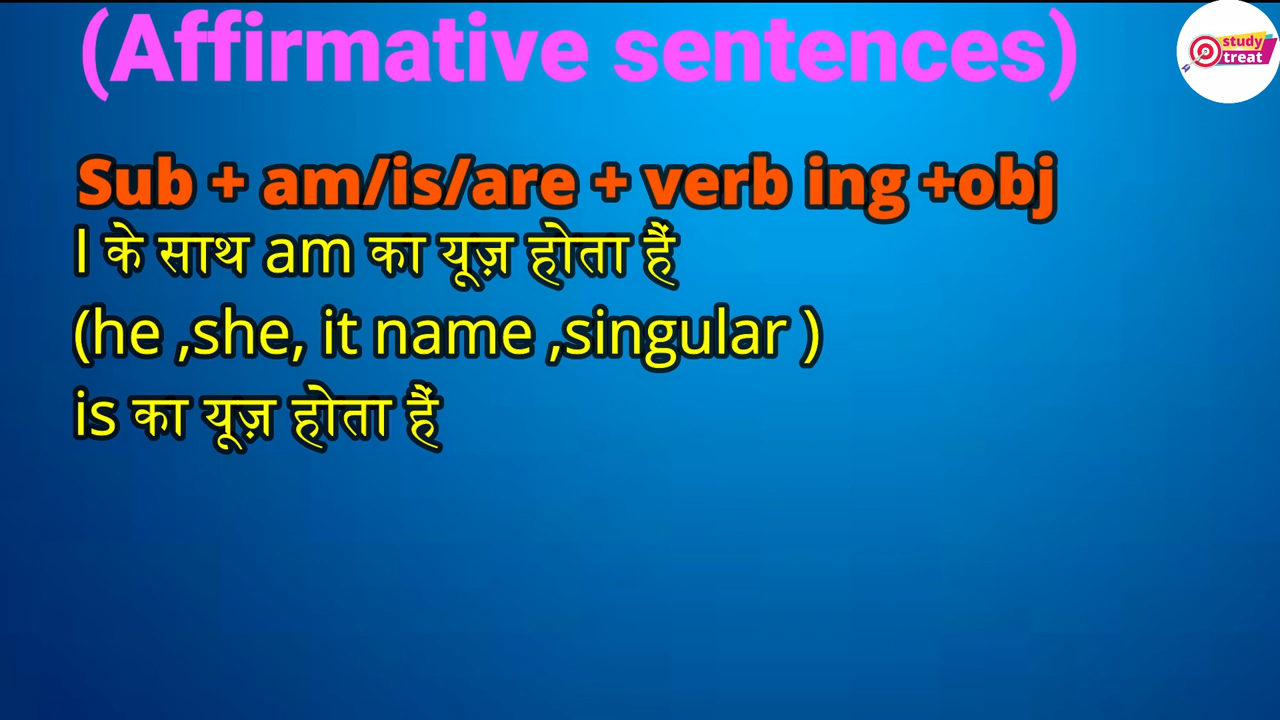 (Affirmative sentences)
study
treat
Sub + am/is/are + verb ing +obj
I के साथ am का यूज़ होता हैं
(he ,she, it name ,singular )
is का यूज़ होता हैं